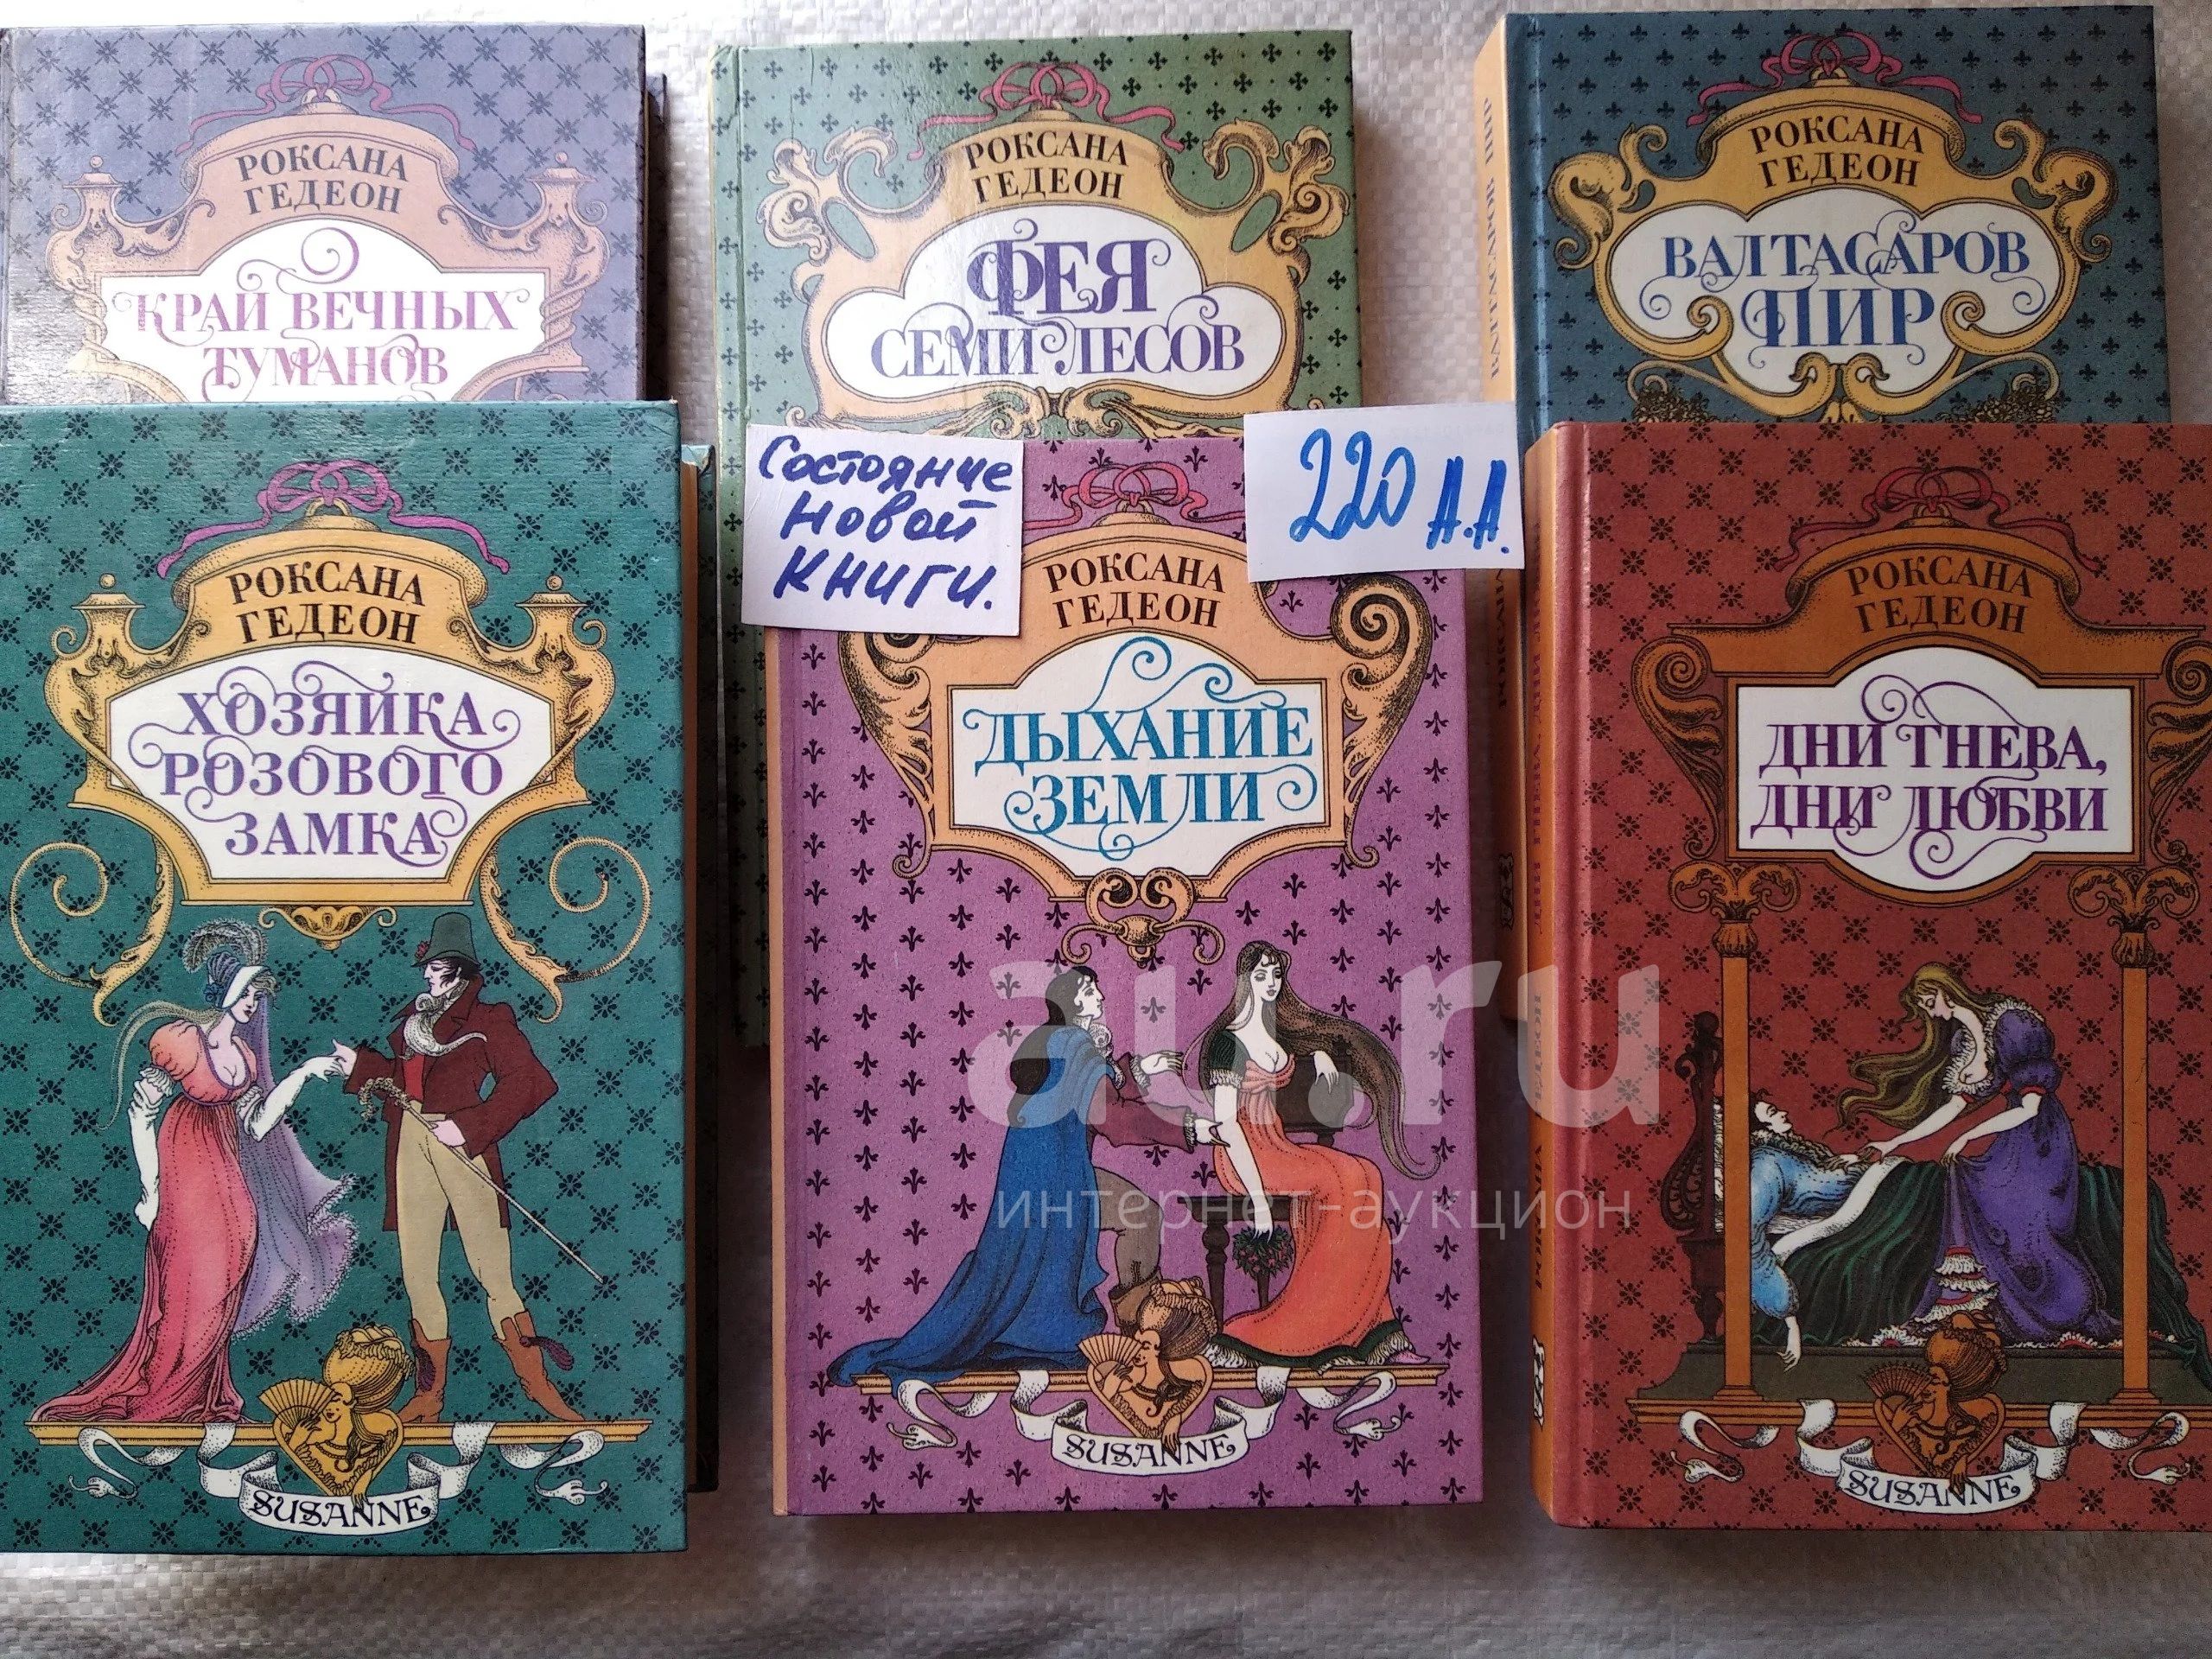 РОКСАНА
ГЕДЕОН
КРАЙ ВЕЧНЫХ
ТУМАНОВ
РОКСАНА
ГЕДЕОН
ФЕЯ
СЕМИ ЛЕСОВ
РОКСАНА
ГЕДЕОН
ВАЛТАСАРОВ
ПИР
ВАЛТАСАРОВ ПИР
Состояние
Новой
Книги.
220 А.А.
РОКСАНА
ГЕДЕОН
ХОЗЯЙКА
РОЗОВОГО
ЗАМКА
SUSANNE
РОКСАНА
ГЕДЕОН
ДЫХАНИЕ
ЗЕМЛИ
SUSANNE
РОКСАНА
ГЕДЕОН
ДНИ ГНЕВА,
ДНИ ЛЮБВИ
SUSANNE
au.ru
интернет-аукцион